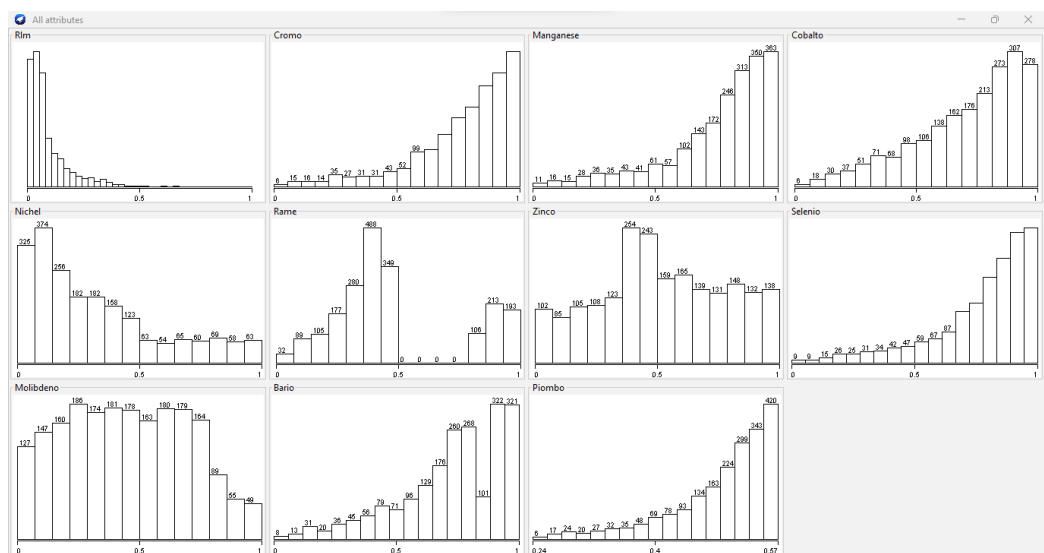 All attributes
RIm
0 0.5 1
Cromo
6 15 16 14 35 27 31 31 43 52 99
0 0.5 1
Manganese
11 16 15 28 36 35 43 41 61 57 102 143 172 246 313 350 363
0 0.5 1
Cobalto
6 18 30 37 51 71 68 98 106 138 162 176 213 273 307 278
0 0.5 1
Nichel
325 374 256 182 182 158 123 63 54 65 60 69 58 63
0 0.5 1
Rame
32 89 105 177 280 488 349 0 0 0 0 106 213 193
0 0.5 1
Zinco
102 85 105 108 123 254 243 159 165 139 131 148 132 138
0 0.5 1
Selenio
9 9 15 26 25 31 34 42 47 59 67 87
0 0.5 1
Molibdeno
127 147 160 186 174 181 178 163 180 179 164 89 55 49
0 0.5 1
Bario
8 13 31 20 36 45 56 79 71 96 129 176 260 268 101 322 321
0 0.5 1
Piombo
6 17 24 20 27 32 35 48 69 78 93 134 163 224 299 343 420
0.24 0.4 0.57